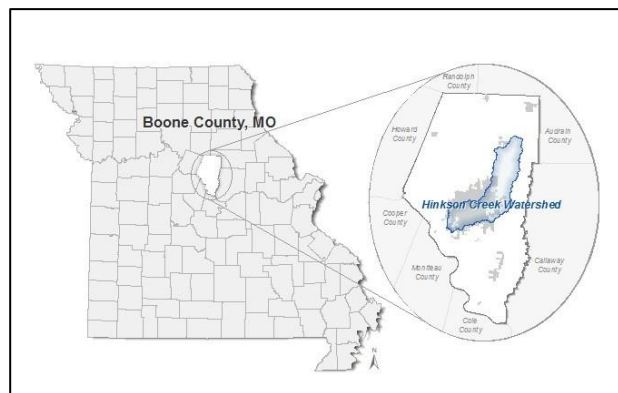 Boone County, MO
Randolph
County
Howard
County
Audrain
County
Hinkson Creek Watershed
Cooper
County
Callaway
County
Moniteau
County
Cole
County
N